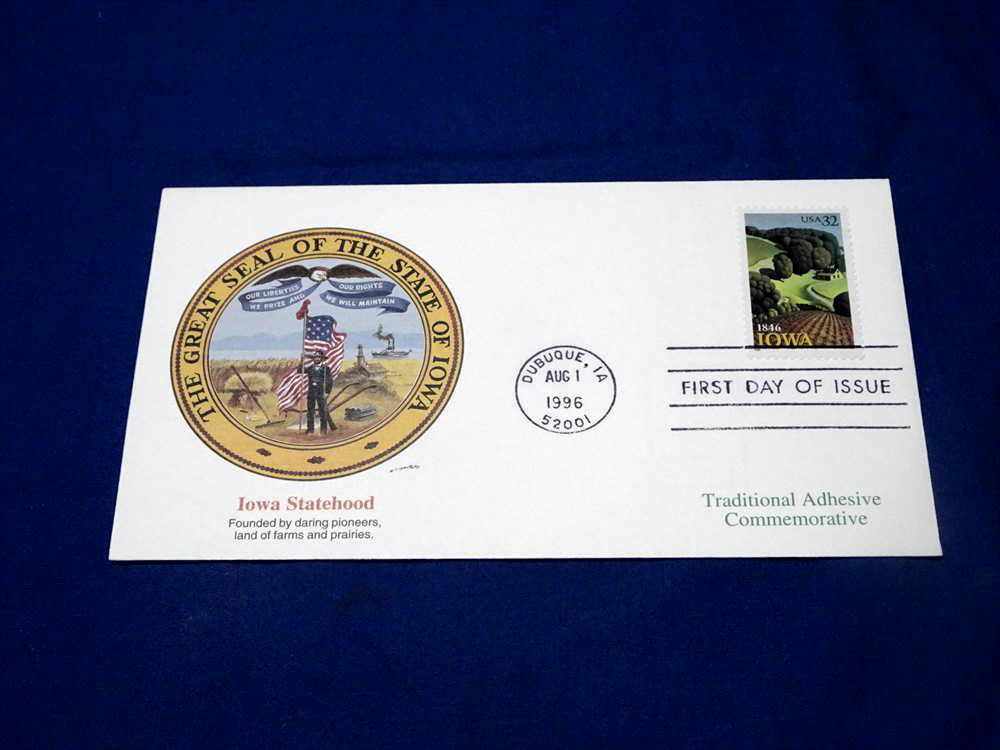 THE GREAT SEAL OF THE STATE OF IOWA
OUR LIBERTIES
WE PRIZE AND
OUR RIGHTS
WE WILL MAINTAIN
Iowa Statehood
Founded by daring pioneers,
land of farms and prairies.
DUBUQUE, IA
AUG 1
1996
52001
USA 32
1846
IOWA
FIRST DAY OF ISSUE
Traditional Adhesive
Commemorative